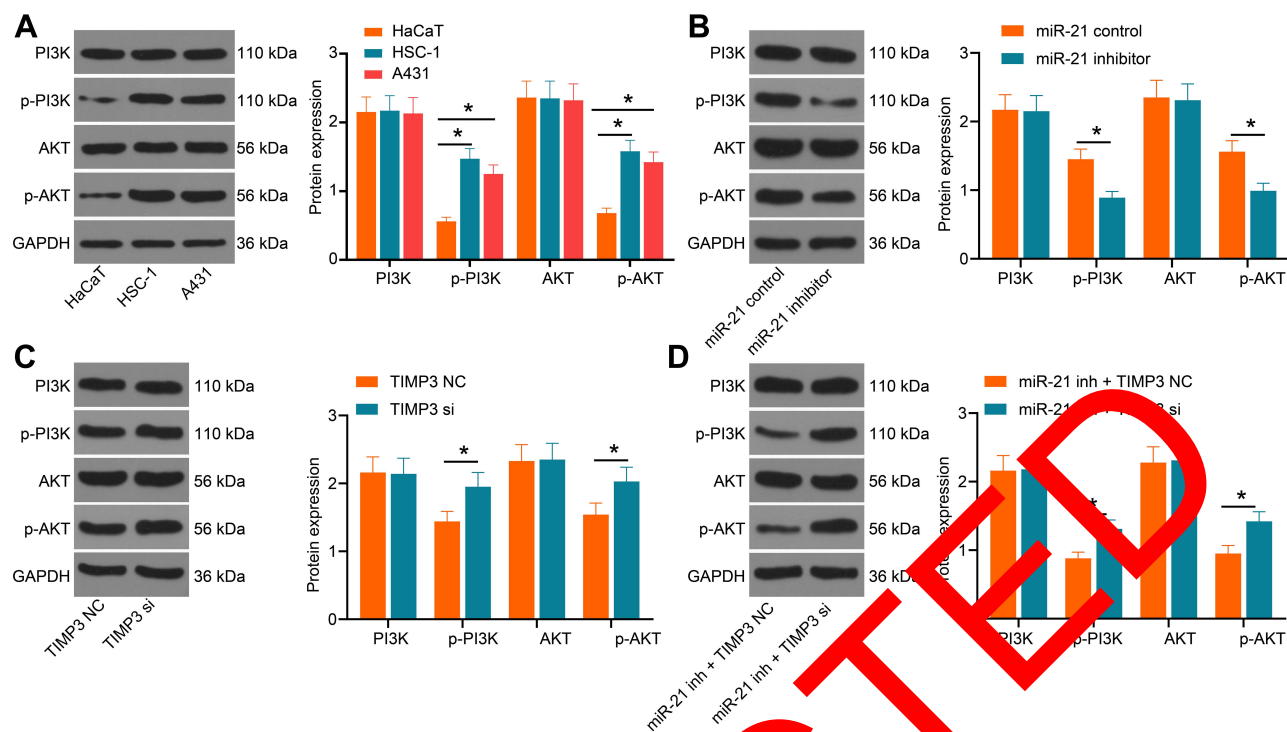 A
PI3K
110 kDa
p-PI3K
110 kDa
AKT
56 kDa
p-AKT
56 kDa
GAPDH
36 kDa
HaCaT
HSC-1
A431
HaCaT
HSC-1
A431
Protein expression
3
2
1
0
* * * *
PI3K p-PI3K AKT p-AKT
B
PI3K
110 kDa
p-PI3K
110 kDa
AKT
56 kDa
p-AKT
56 kDa
GAPDH
36 kDa
miR-21 control
miR-21 inhibitor
miR-21 control
miR-21 inhibitor
Protein expression
3
2
1
0
* *
PI3K p-PI3K AKT p-AKT
C
PI3K
110 kDa
p-PI3K
110 kDa
AKT
56 kDa
p-AKT
56 kDa
GAPDH
36 kDa
TIMP3 NC
TIMP3 si
TIMP3 NC
TIMP3 si
Protein expression
3
2
1
0
* *
PI3K p-PI3K AKT p-AKT
D
PI3K
110 kDa
p-PI3K
110 kDa
AKT
56 kDa
p-AKT
56 kDa
GAPDH
36 kDa
miR-21 inh + TIMP3 NC
miR-21 inh + TIMP3 si
miR-21 inh + TIMP3 NC
miR-21 si
expression
3
2
1
* *
PI3K p-PI3K AKT p-AKT
TED